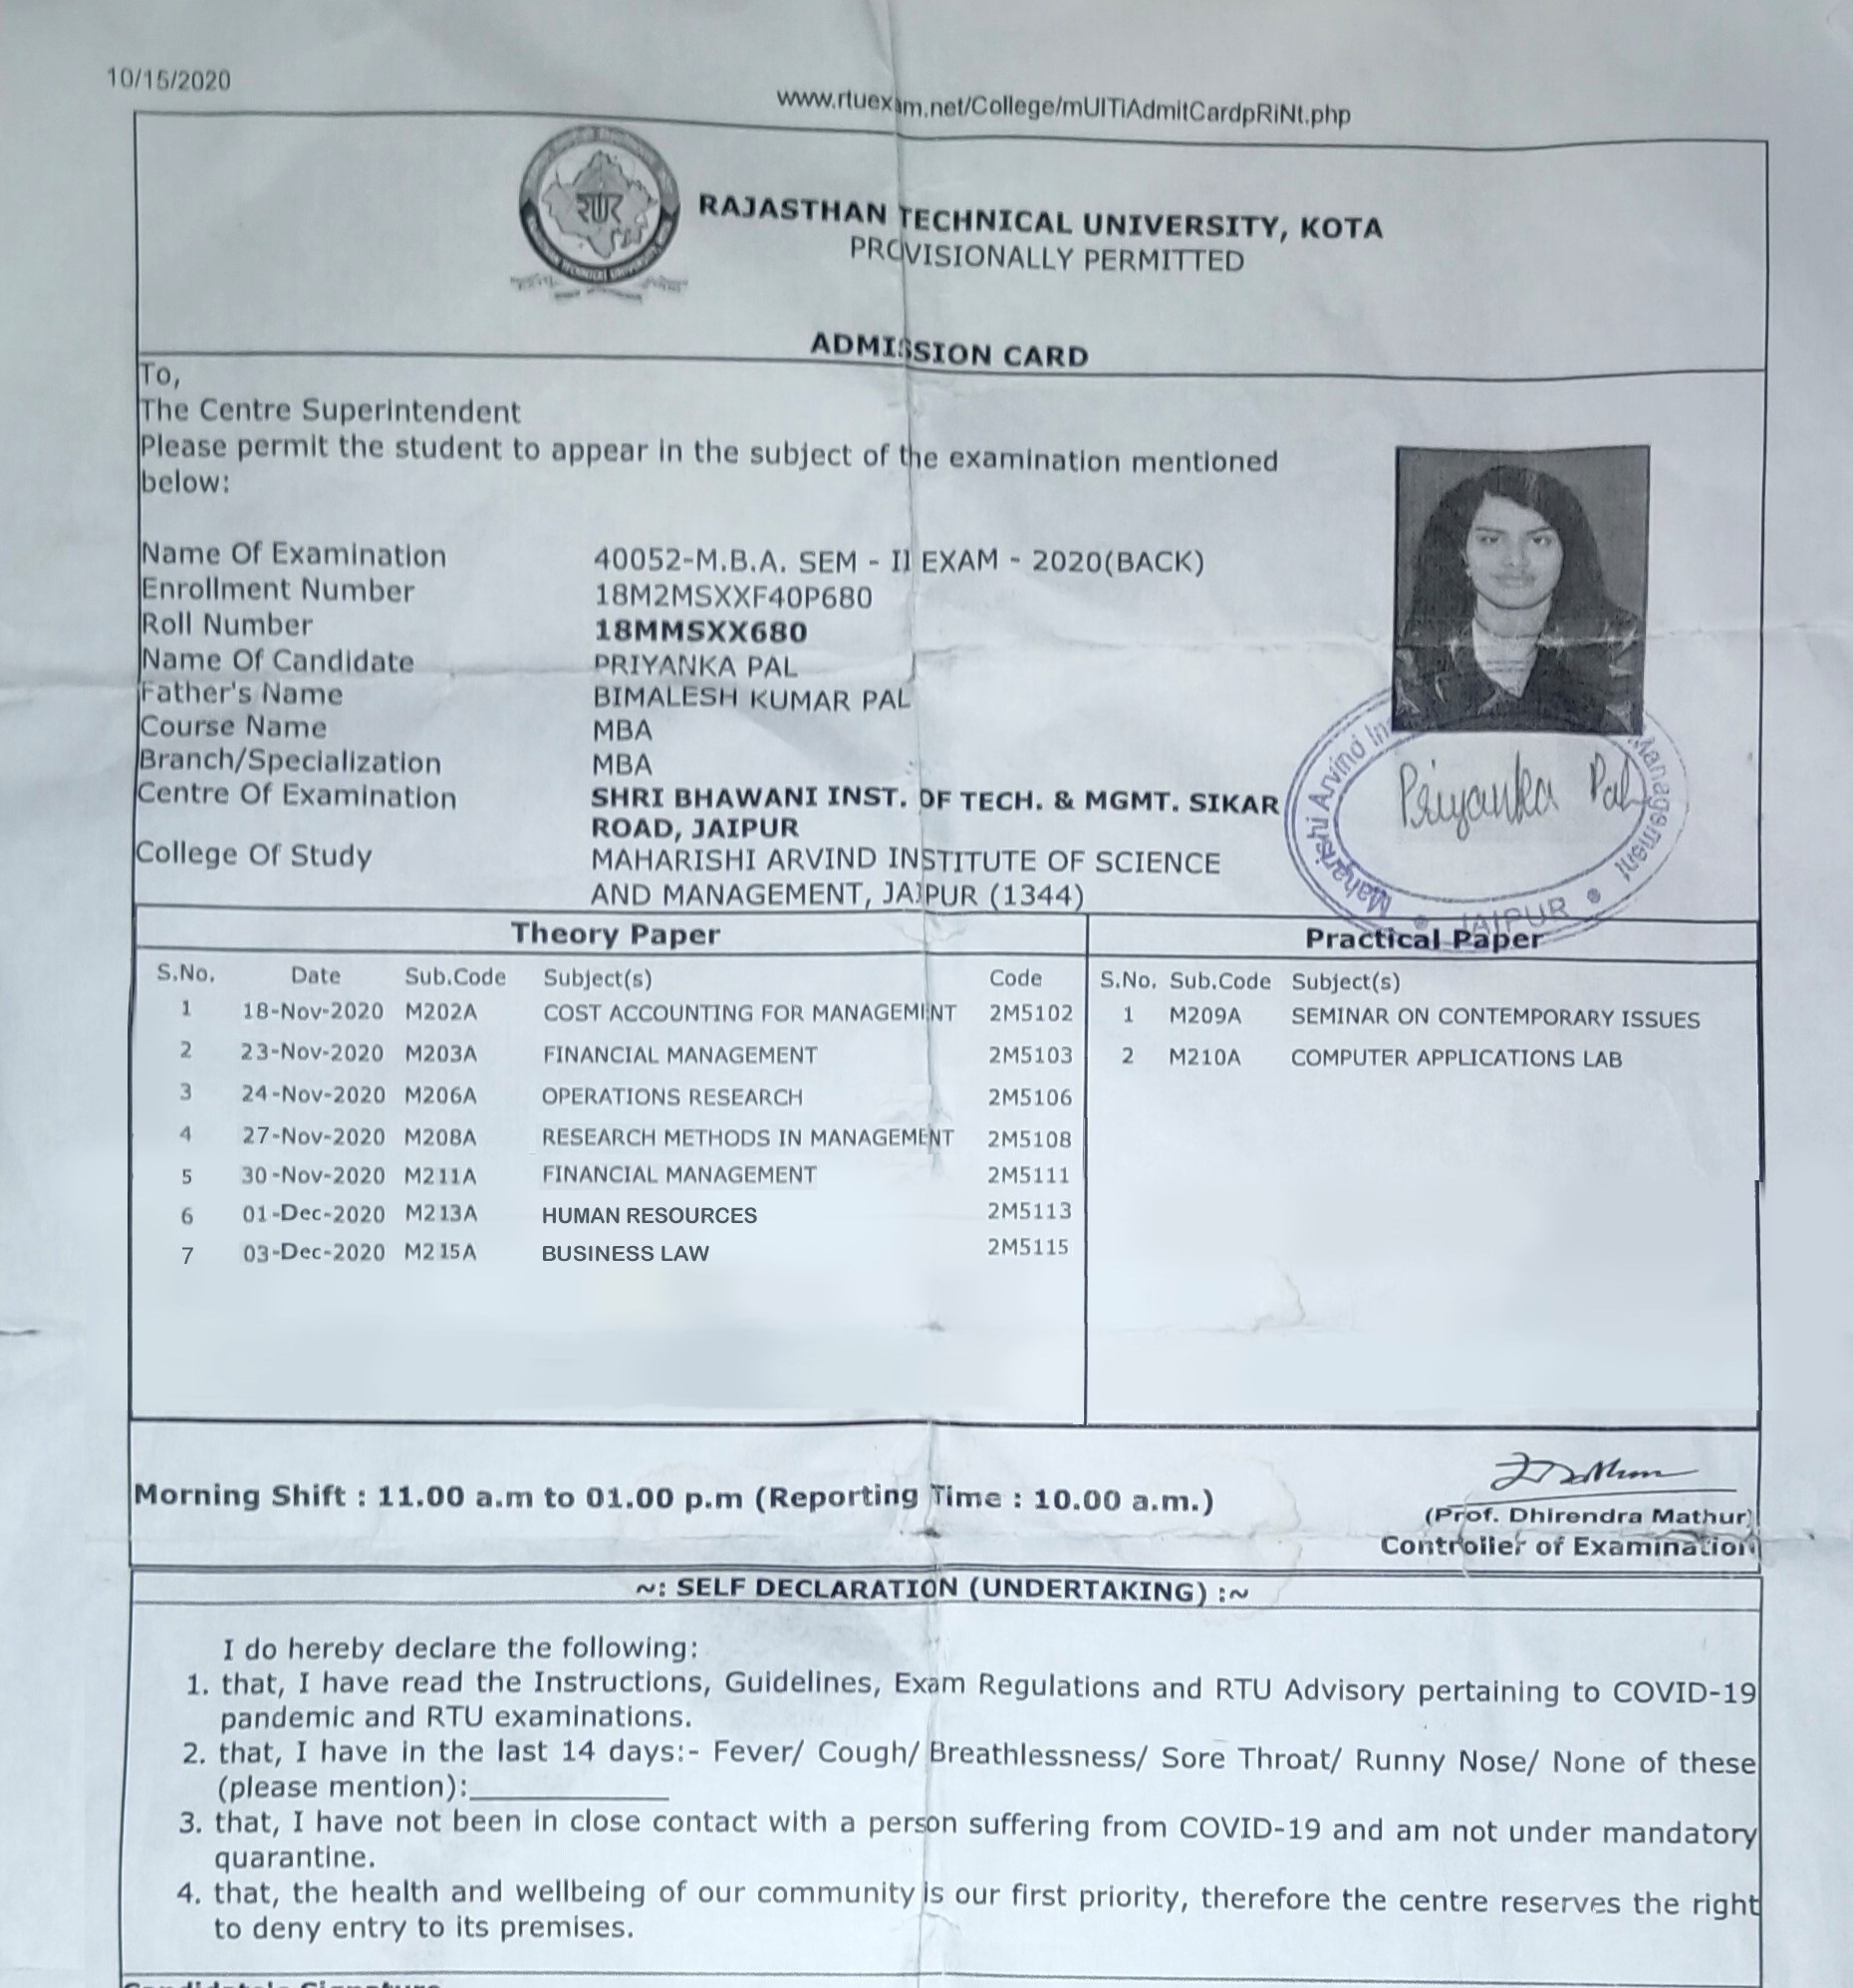 10/15/2020
www.rtuexam.net/College/mUlTiAdmitCardpRiNt.php
RAJASTHAN TECHNICAL UNIVERSITY, KOTA
PROVISIONALLY PERMITTED
ADMISSION CARD
To,
The Centre Superintendent
Please permit the student to appear in the subject of the examination mentioned
below:
Name Of Examination 40052-M.B.A. SEM - II EXAM - 2020(BACK)
Enrollment Number 18M2MSXXF40P680
Roll Number 18MMSXX680
Name Of Candidate PRIYANKA PAL
Father's Name BIMALESH KUMAR PAL
Course Name MBA
Branch/Specialization MBA
Centre Of Examination SHRI BHAWANI INST. OF TECH. & MGMT. SIKAR
ROAD, JAIPUR
College Of Study MAHARISHI ARVIND INSTITUTE OF SCIENCE
AND MANAGEMENT, JAIPUR (1344)
Priyanka Pal
Maharishi Arvind In Management JAIPUR
Theory Paper Practical Paper
S.No. Date Sub.Code Subject(s) Code S.No. Sub.Code Subject(s)
1 18-Nov-2020 M202A COST ACCOUNTING FOR MANAGEMENT 2M5102 1 M209A SEMINAR ON CONTEMPORARY ISSUES
2 23-Nov-2020 M203A FINANCIAL MANAGEMENT 2M5103 2 M210A COMPUTER APPLICATIONS LAB
3 24-Nov-2020 M206A OPERATIONS RESEARCH 2M5106
4 27-Nov-2020 M208A RESEARCH METHODS IN MANAGEMENT 2M5108
5 30-Nov-2020 M211A FINANCIAL MANAGEMENT 2M5111
6 01-Dec-2020 M213A HUMAN RESOURCES 2M5113
7 03-Dec-2020 M215A BUSINESS LAW 2M5115
Morning Shift : 11.00 a.m to 01.00 p.m (Reporting Time : 10.00 a.m.)
(Prof. Dhirendra Mathur)
Controller of Examination
~: SELF DECLARATION (UNDERTAKING) :~
I do hereby declare the following:
1. that, I have read the Instructions, Guidelines, Exam Regulations and RTU Advisory pertaining to COVID-19
pandemic and RTU examinations.
2. that, I have in the last 14 days:- Fever/ Cough/ Breathlessness/ Sore Throat/ Runny Nose/ None of these
(please mention):____________
3. that, I have not been in close contact with a person suffering from COVID-19 and am not under mandatory
quarantine.
4. that, the health and wellbeing of our community is our first priority, therefore the centre reserves the right
to deny entry to its premises.